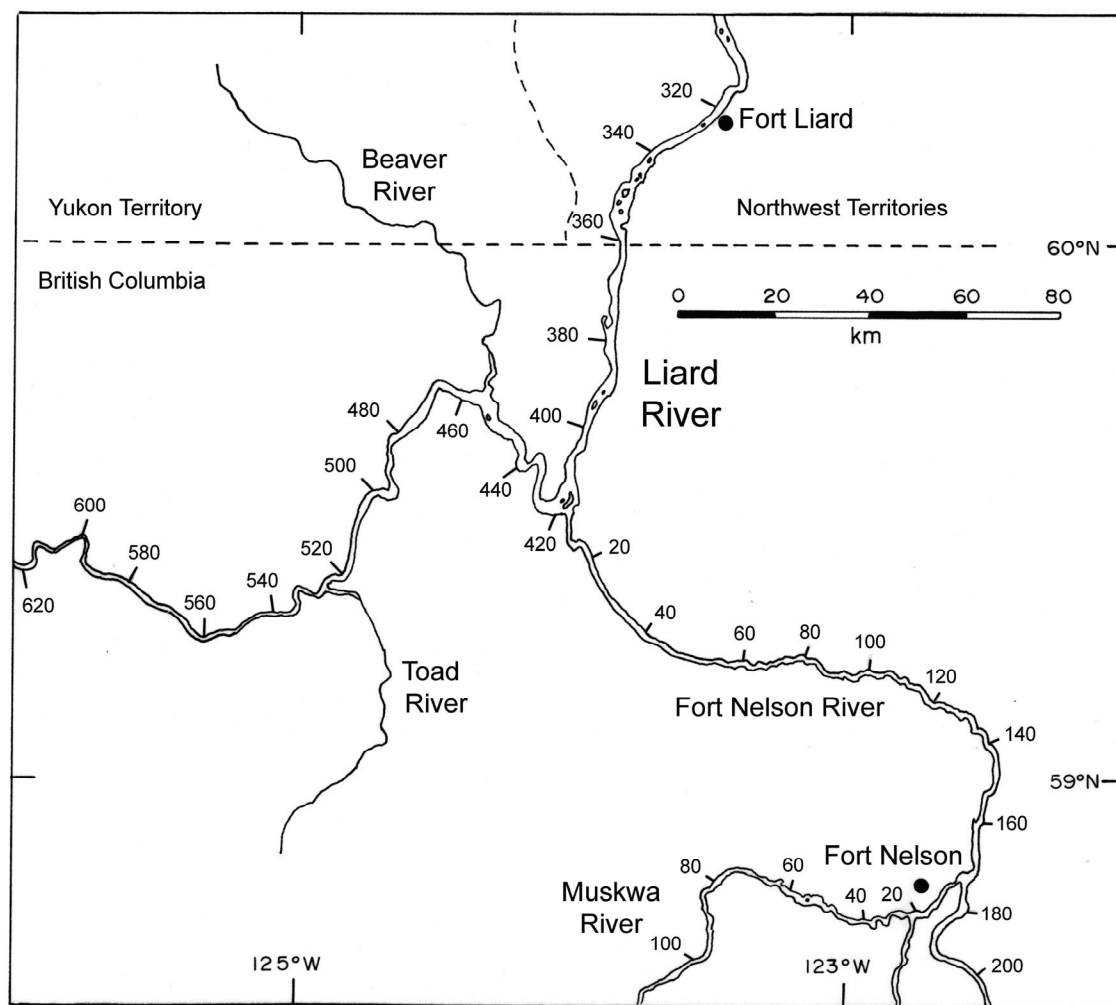 320
Fort Liard
340
Beaver
River
Yukon Territory
Northwest Territories
360
60°N
British Columbia
0 20 40 60 80
km
380
Liard
River
480
460
400
500
440
600
580
520
420
20
620
560
540
40
60
80
100
120
Toad
River
Fort Nelson River
140
59°N
160
Fort Nelson
80
60
Muskwa
River
40
20
180
100
125°W
123°W
200